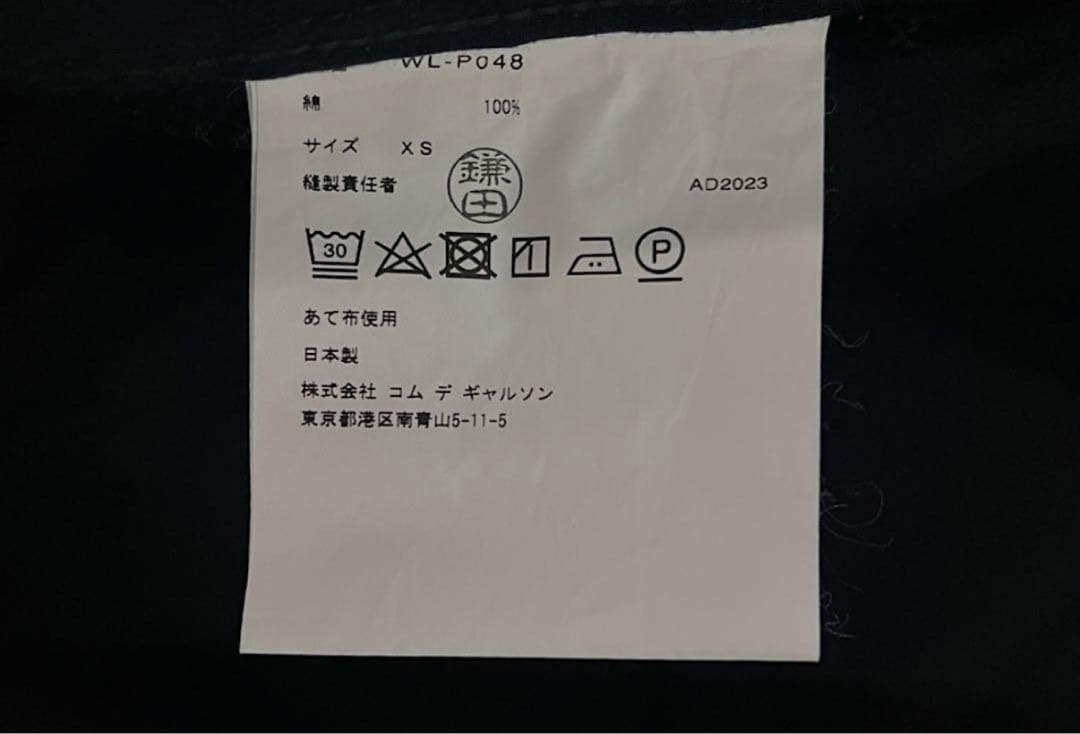 WL-P048
綿 100%
サイズ XS
縫製責任者 鎌田 AD2023
30 P
あて布使用
日本製
株式会社 コム デ ギャルソン
東京都港区南青山5-11-5